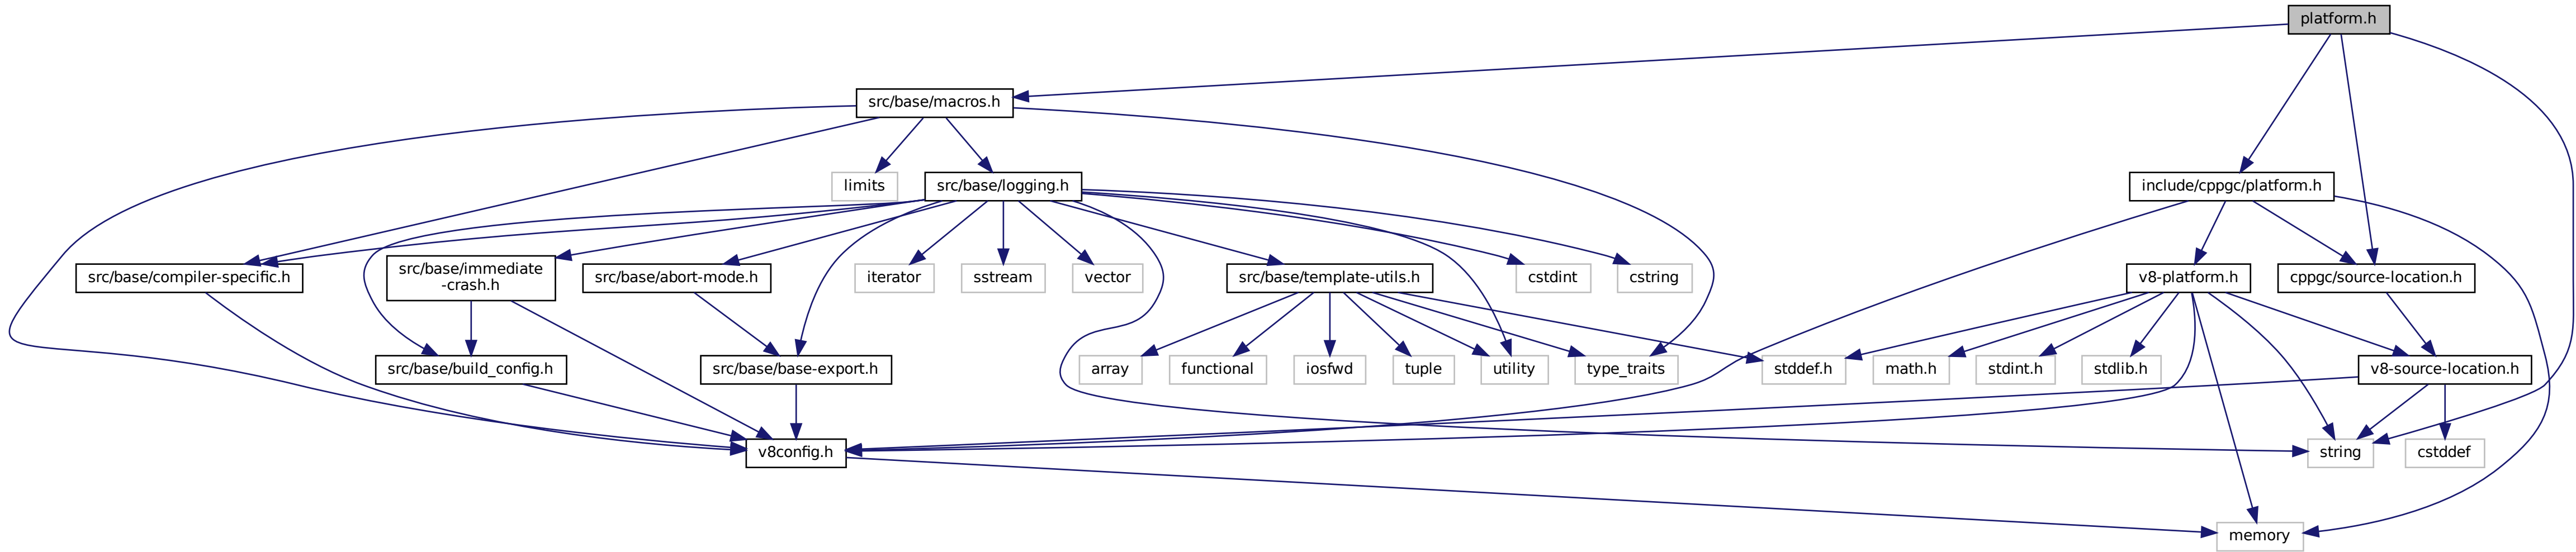 platform.h
src/base/macros.h
limits
src/base/logging.h
include/cppgc/platform.h
src/base/compiler-specific.h
src/base/immediate
-crash.h
src/base/abort-mode.h
iterator
sstream
vector
src/base/template-utils.h
cstdint
cstring
v8-platform.h
cppgc/source-location.h
src/base/build_config.h
src/base/base-export.h
array
functional
iosfwd
tuple
utility
type_traits
stddef.h
math.h
stdint.h
stdlib.h
v8-source-location.h
v8config.h
string
cstddef
memory